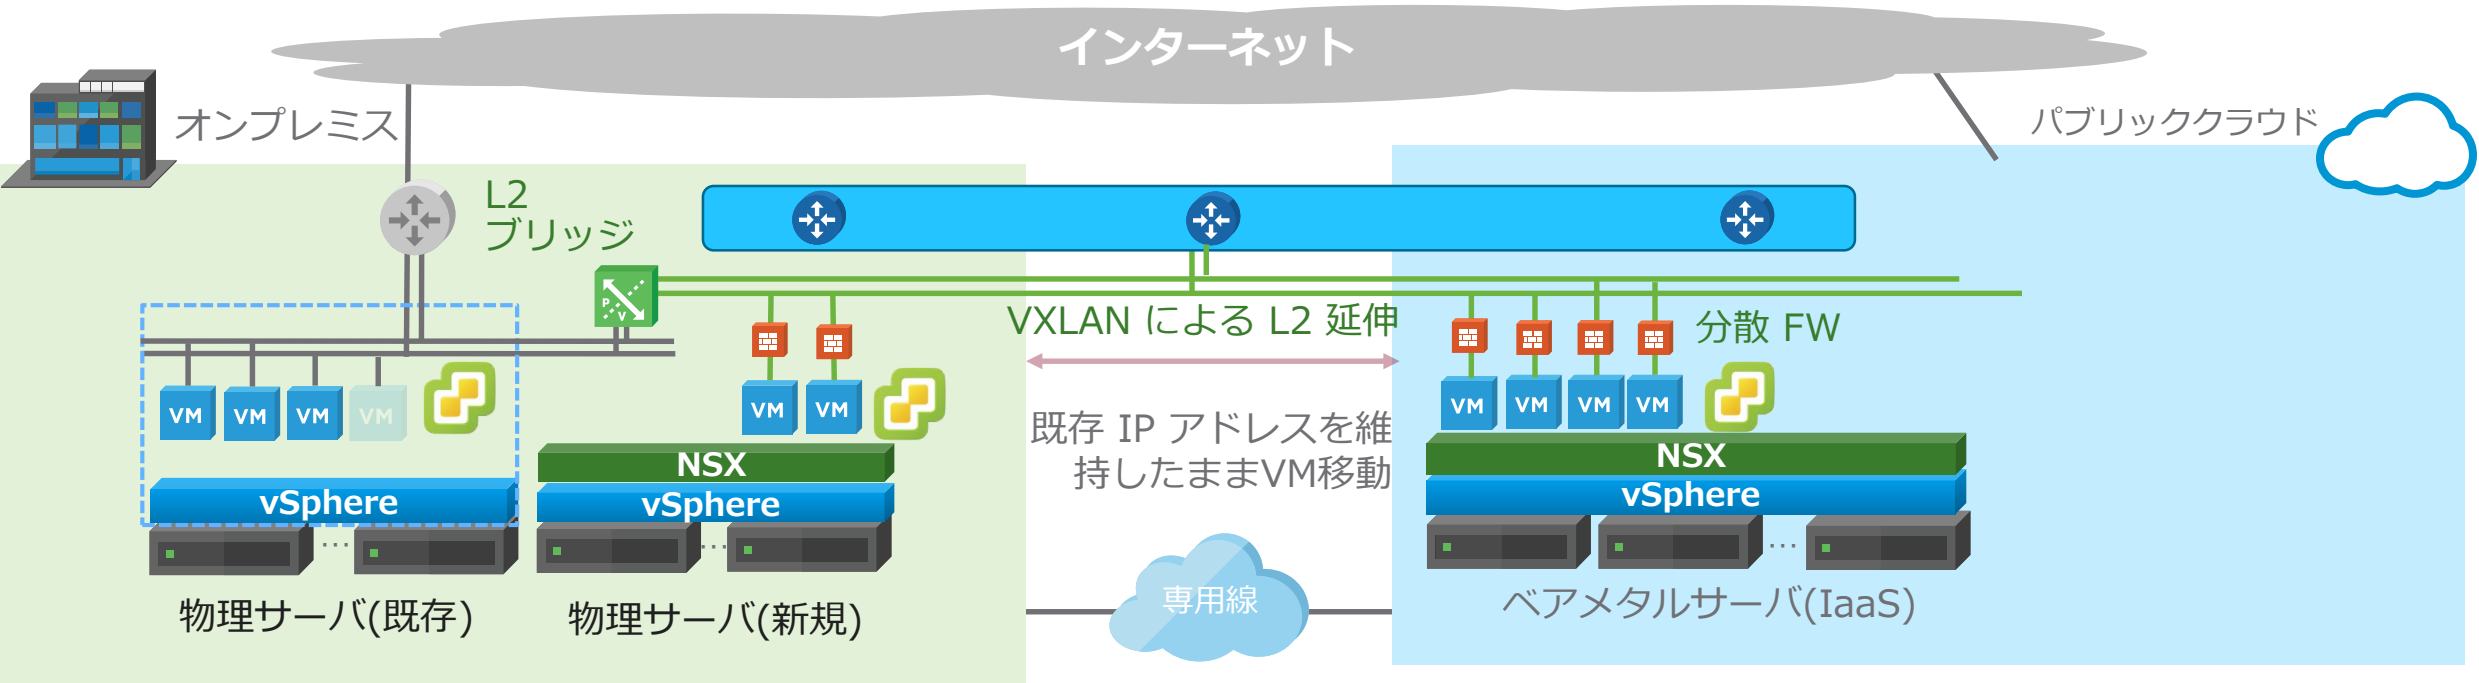 インターネット
オンプレミス
パブリッククラウド
L2
ブリッジ
P
V
VXLAN による L2 延伸
分散 FW
VM
VM
VM
VM
VM
VM
VM
VM
VM
VM
既存 IP アドレスを維
持したままVM移動
NSX
NSX
vSphere
vSphere
vSphere
...
...
...
専用線
物理サーバ(既存)
物理サーバ(新規)
ベアメタルサーバ(IaaS)